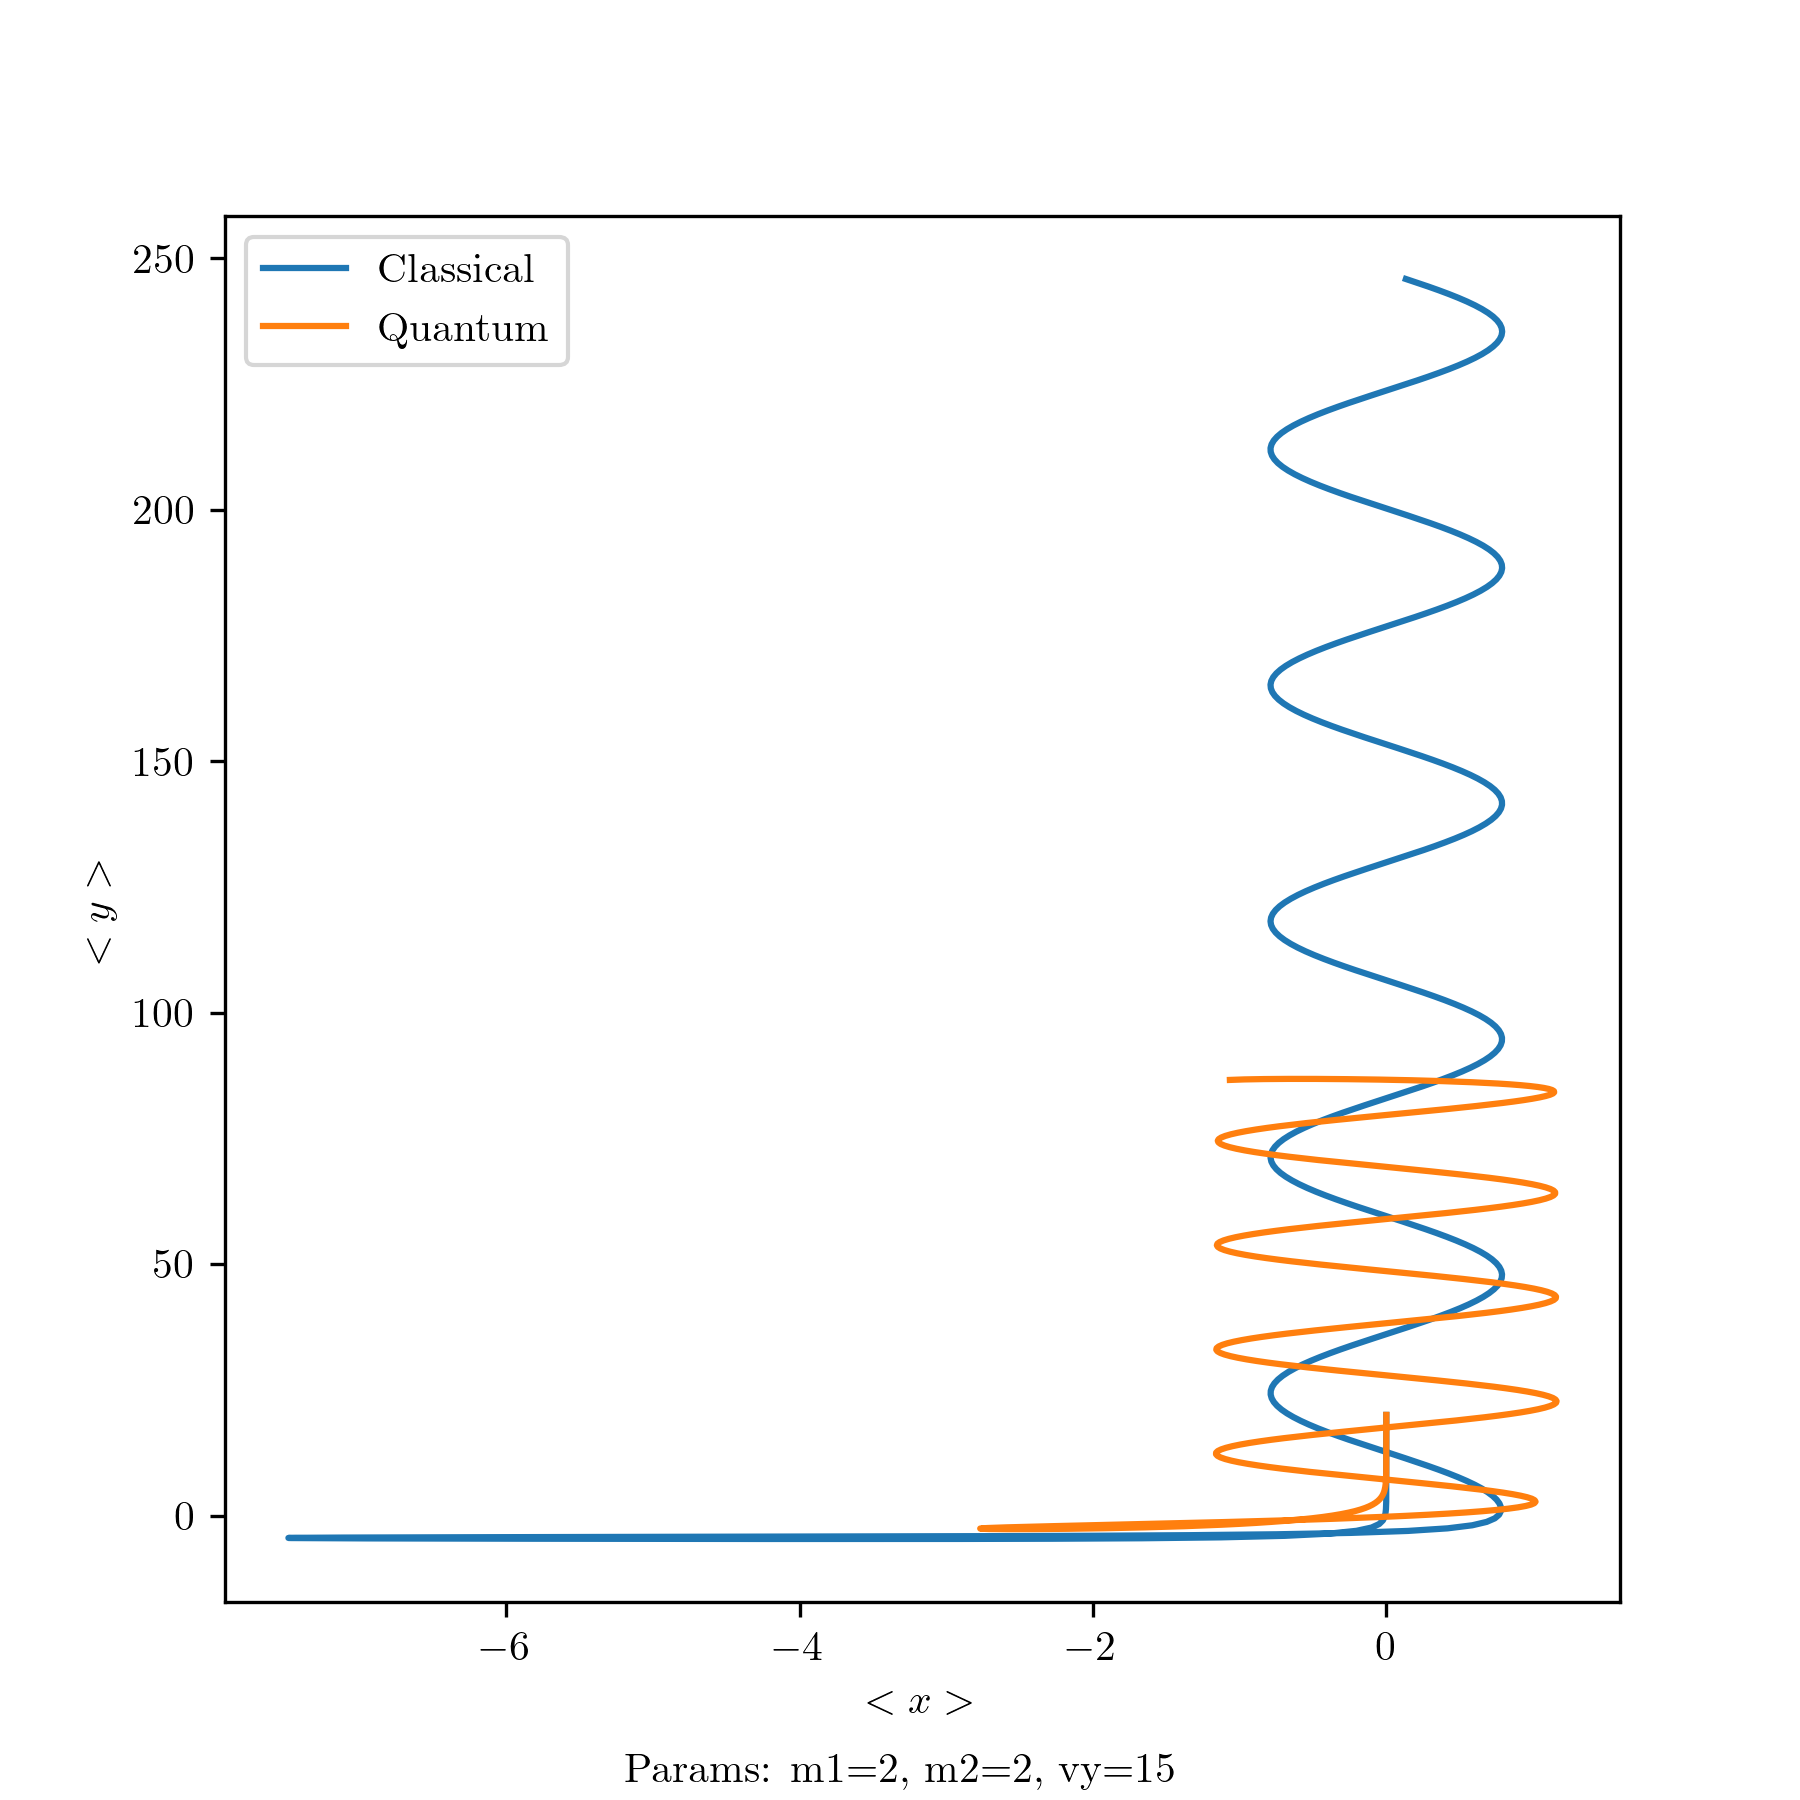 Classical
Quantum
250
200
150
100
50
0
< y >
−6 −4 −2 0
< x >
Params: m1=2, m2=2, vy=15